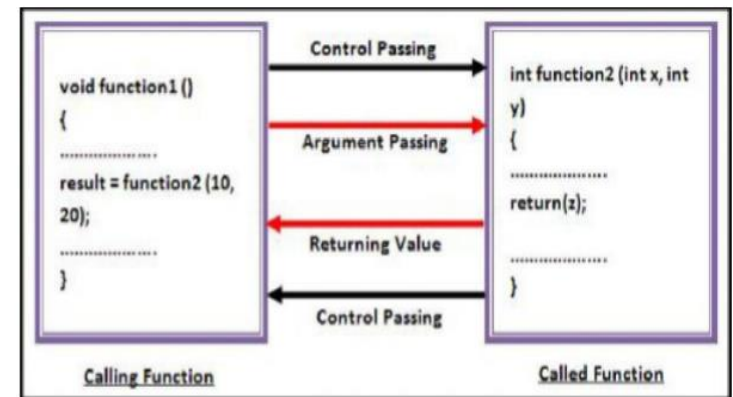 void function1 ()
{
.....................
result = function2 (10,
20);
.....................
}
Calling Function
Control Passing
Argument Passing
Returning Value
Control Passing
int function2 (int x, int
y)
{
.....................
return(z);
.....................
}
Called Function